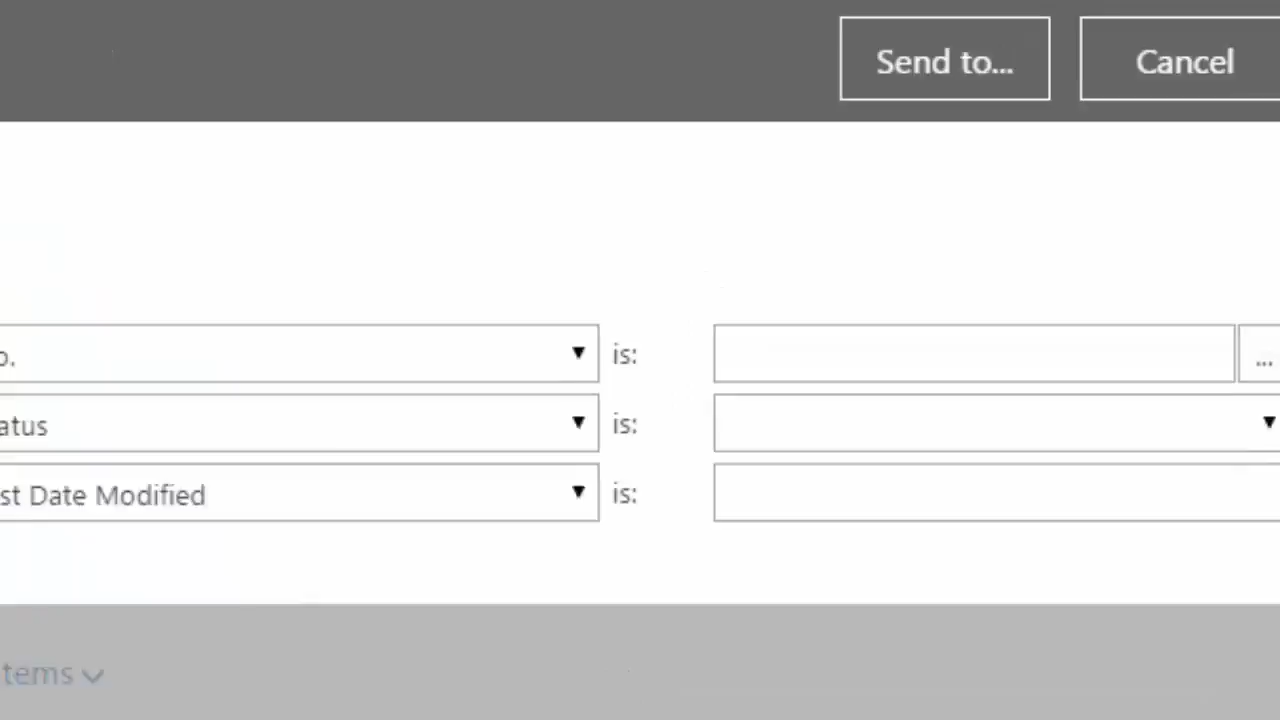 Send to... Cancel
o. is: ...
atus is:
st Date Modified is:
tems